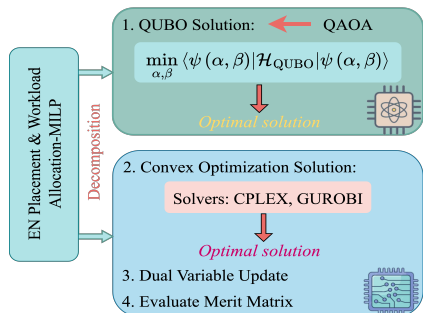 EN Placement & Workload
Allocation-MILP
Decomposition
1. QUBO Solution: QAOA
min ⟨ψ (α, β)|ℋ_QUBO|ψ (α, β)⟩
α,β
Optimal solution
2. Convex Optimization Solution:
Solvers: CPLEX, GUROBI
Optimal solution
3. Dual Variable Update
4. Evaluate Merit Matrix